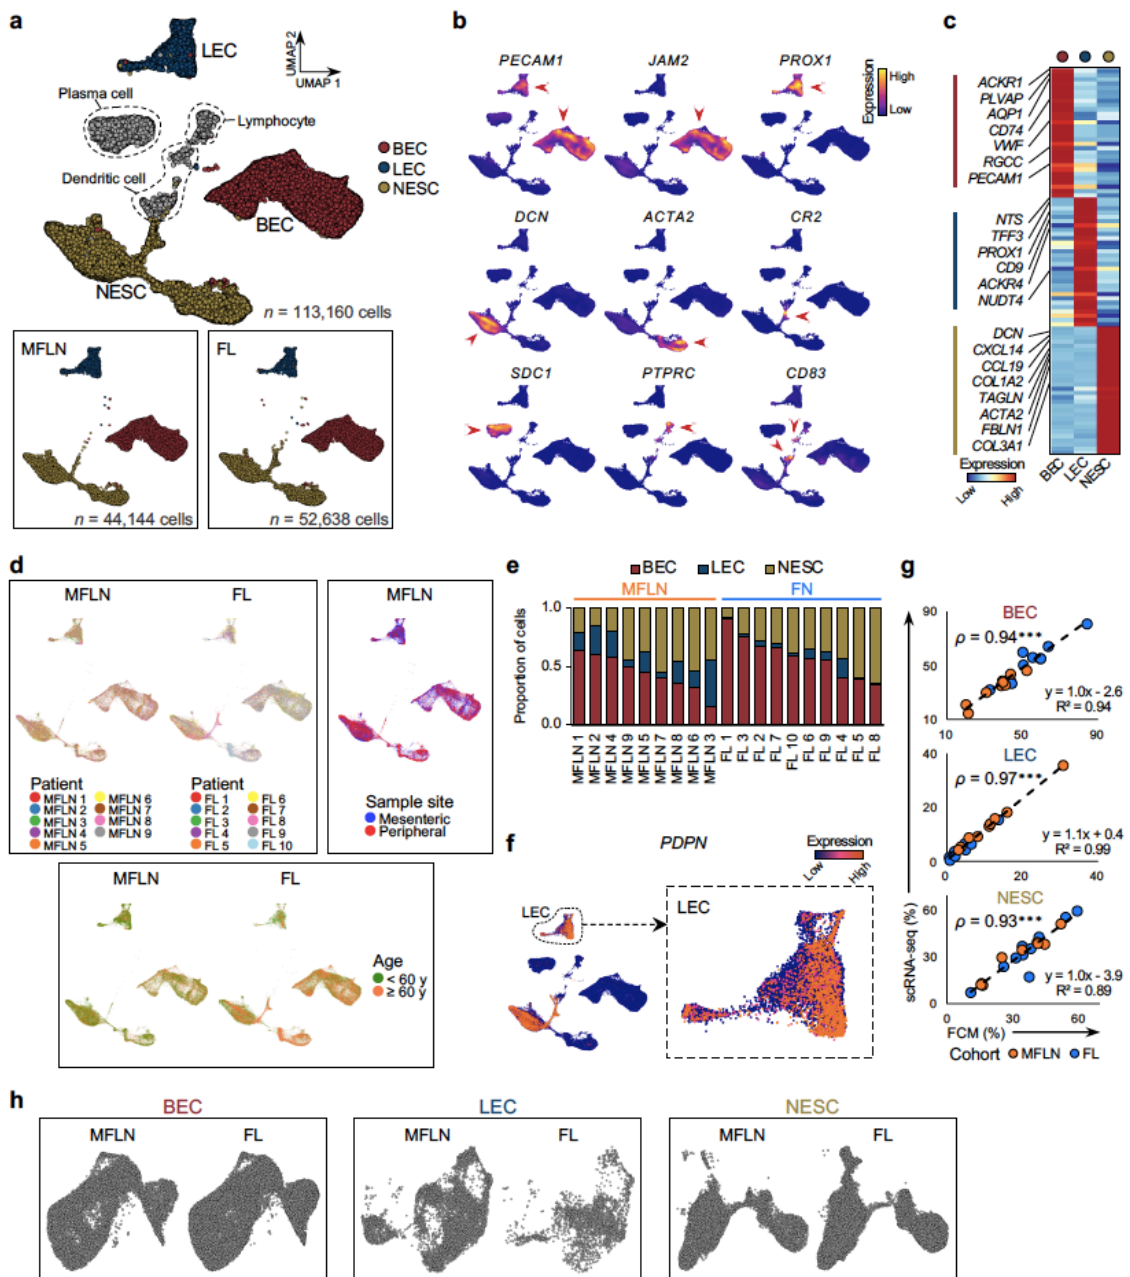 a
LEC
UMAP 2
UMAP 1
Plasma cell
Lymphocyte
Dendritic cell
BEC
LEC
NESC
BEC
NESC
n = 113,160 cells
MFLN
n = 44,144 cells
FL
n = 52,638 cells
b
PECAM1
JAM2
PROX1
Expression
High
Low
DCN
ACTA2
CR2
SDC1
PTPRC
CD83
c
ACKR1
PLVAP
AQP1
CD74
VWF
RGCC
PECAM1
NTS
TFF3
PROX1
CD9
ACKR4
NUDT4
DCN
CXCL14
CCL19
COL1A2
TAGLN
ACTA2
FBLN1
COL3A1
BEC
LEC
NESC
Expression
Low
High
d
MFLN
FL
MFLN
Patient
MFLN 1
MFLN 2
MFLN 3
MFLN 4
MFLN 5
MFLN 6
MFLN 7
MFLN 8
MFLN 9
Patient
FL 1
FL 2
FL 3
FL 4
FL 5
FL 6
FL 7
FL 8
FL 9
FL 10
Sample site
Mesenteric
Peripheral
MFLN
FL
Age
< 60 y
≥ 60 y
e
BEC LEC NESC
MFLN
FN
Proportion of cells
1.0
0.5
0.0
MFLN 1
MFLN 2
MFLN 4
MFLN 9
MFLN 5
MFLN 7
MFLN 8
MFLN 6
MFLN 3
FL 1
FL 3
FL 2
FL 7
FL 10
FL 6
FL 9
FL 4
FL 5
FL 8
f
PDPN
Expression
Low
High
LEC
LEC
g
BEC
90
ρ = 0.94***
50
y = 1.0x - 2.6
R² = 0.94
10
10
50
90
LEC
40
ρ = 0.97***
20
y = 1.1x + 0.4
R² = 0.99
0
0
20
40
NESC
60
ρ = 0.93***
30
y = 1.0x - 3.9
R² = 0.89
0
0
30
60
scRNA-seq (%)
FCM (%)
Cohort MFLN FL
h
BEC
MFLN
FL
LEC
MFLN
FL
NESC
MFLN
FL